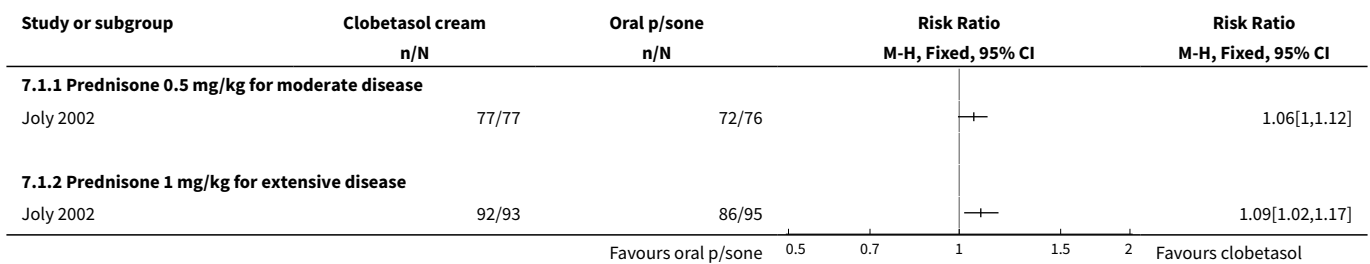 Study or subgroup Clobetasol cream Oral p/sone Risk Ratio Risk Ratio
n/N n/N M-H, Fixed, 95% CI M-H, Fixed, 95% CI
7.1.1 Prednisone 0.5 mg/kg for moderate disease
Joly 2002 77/77 72/76 1.06[1,1.12]
7.1.2 Prednisone 1 mg/kg for extensive disease
Joly 2002 92/93 86/95 1.09[1.02,1.17]
Favours oral p/sone 0.5 0.7 1 1.5 2 Favours clobetasol